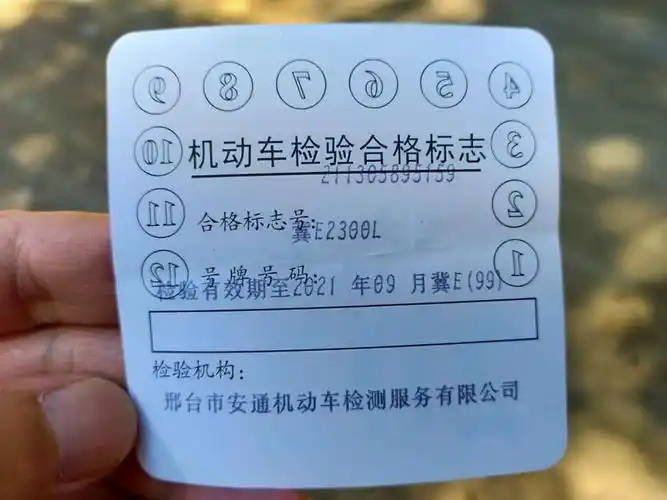 9 8 7 6 5 4
10 机动车检验合格标志 3
211305895159
11 合格标志号: 2
冀E2300L
12 号牌号码: 1
检验有效期至2021 年09 月冀E(99)
检验机构:
邢台市安通机动车检测服务有限公司